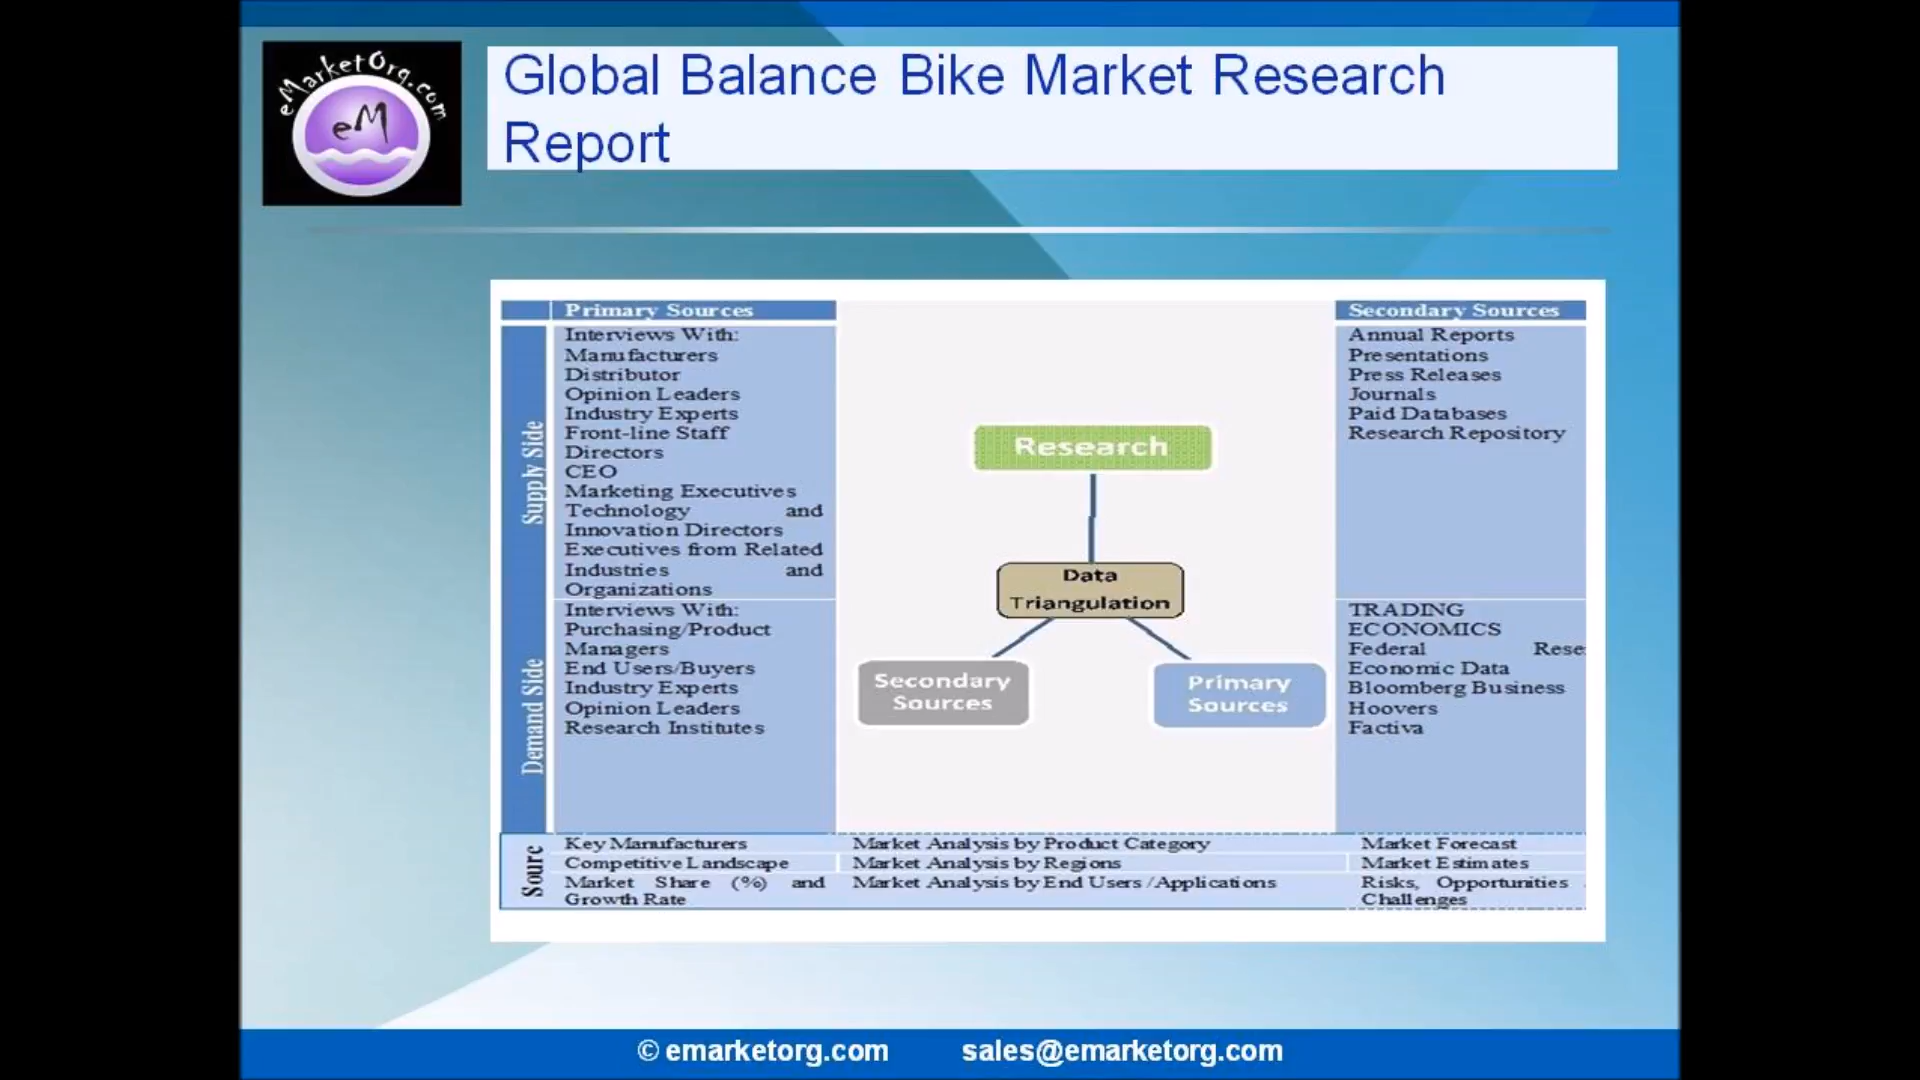 eMarketOrg.com
eM
Global Balance Bike Market Research
Report
Primary Sources
Supply Side
Interviews With:
Manufacturers
Distributor
Opinion Leaders
Industry Experts
Front-line Staff
Directors
CEO
Marketing Executives
Technology and
Innovation Directors
Executives from Related
Industries and
Organizations
Demand Side
Interviews With:
Purchasing/Product
Managers
End Users/Buyers
Industry Experts
Opinion Leaders
Research Institutes
Research
Data
Triangulation
Secondary
Sources
Primary
Sources
Secondary Sources
Annual Reports
Presentations
Press Releases
Journals
Paid Databases
Research Repository
TRADING
ECONOMICS
Federal Rese
Economic Data
Bloomberg Business
Hoovers
Factiva
Sourc
Key Manufacturers Market Analysis by Product Category Market Forecast
Competitive Landscape Market Analysis by Regions Market Estimates
Market Share (%) and Market Analysis by End Users /Applications Risks, Opportunities
Growth Rate Challenges
© emarketorg.com sales@emarketorg.com